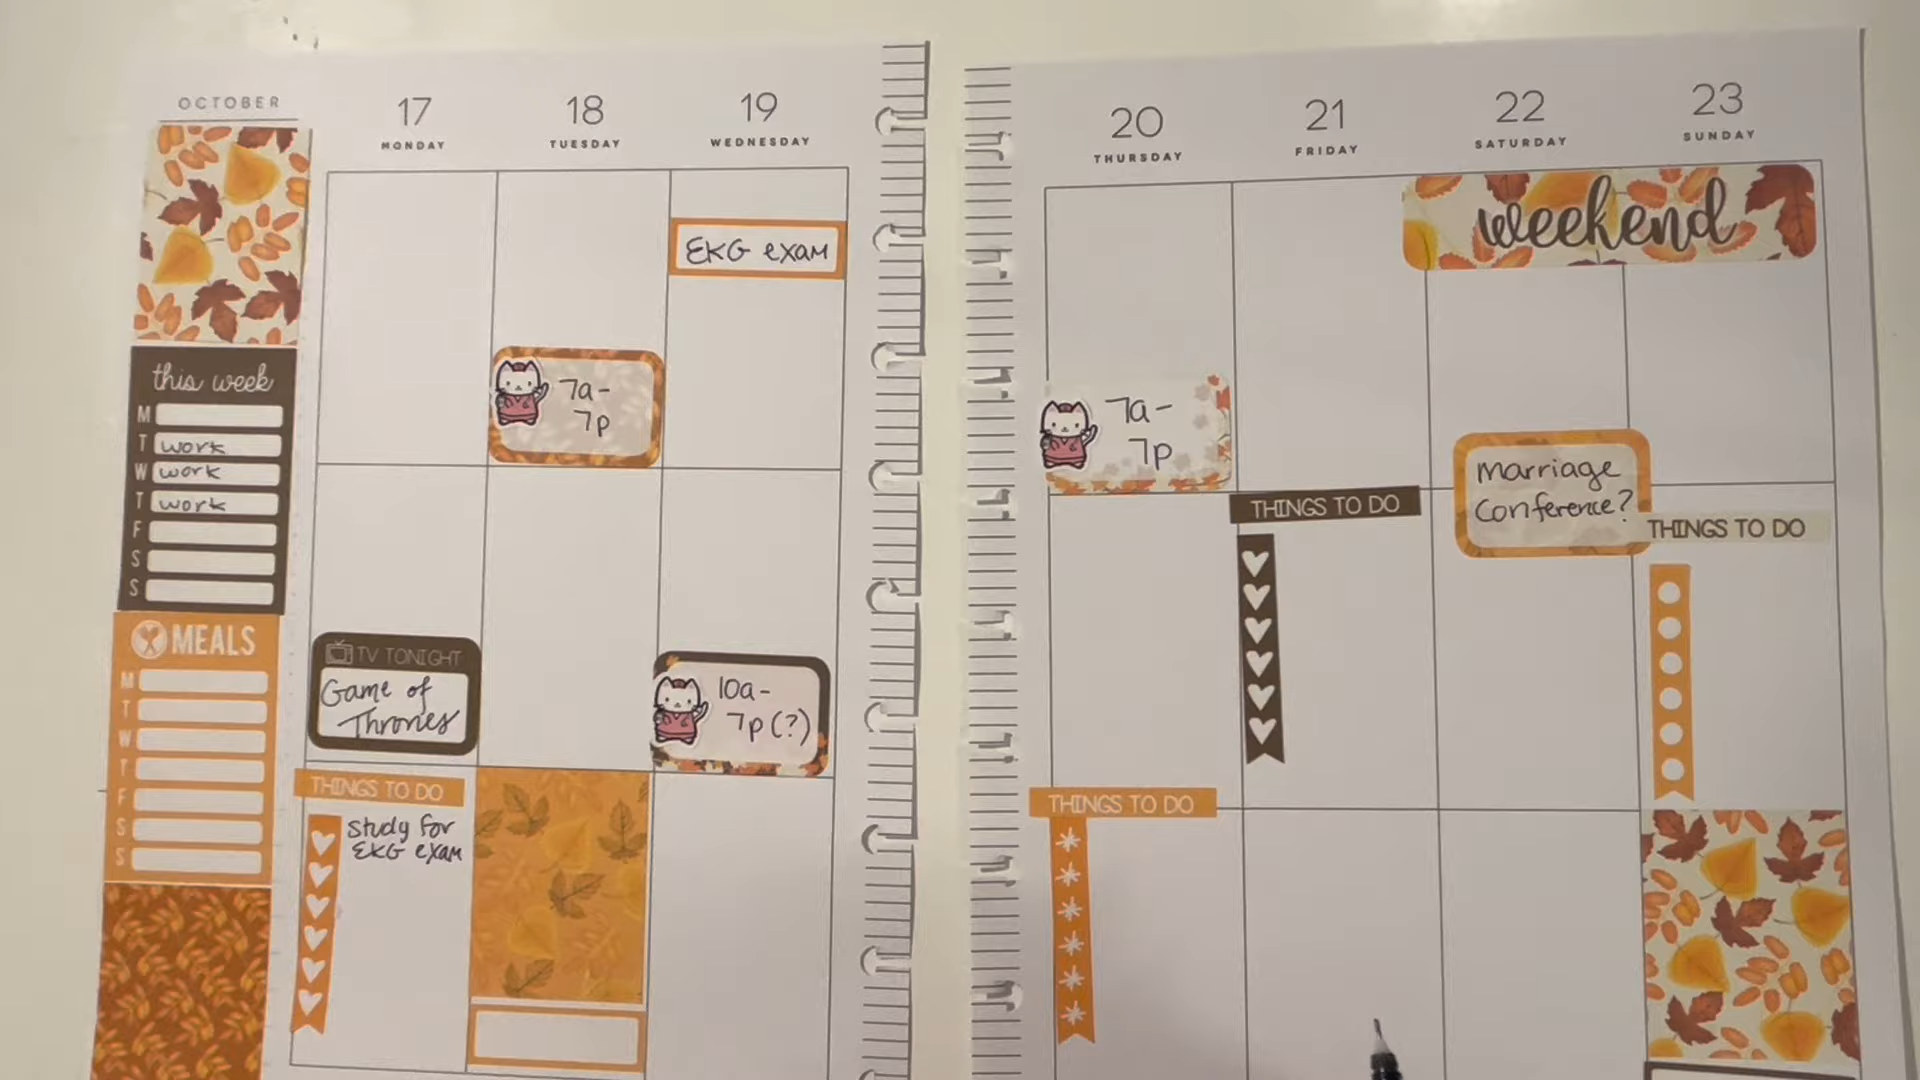 OCTOBER
17
MONDAY
18
TUESDAY
19
WEDNESDAY
20
THURSDAY
21
FRIDAY
22
SATURDAY
23
SUNDAY
this week
M
T work
W work
T work
F
S
S
MEALS
M
T
W
T
F
S
S
TV TONIGHT
Game of
Thrones
THINGS TO DO
study for
EKG exam
7a-
7p
EKG exam
10a-
7p (?)
7a-
7p
THINGS TO DO
THINGS TO DO
weekend
marriage
conference?
THINGS TO DO